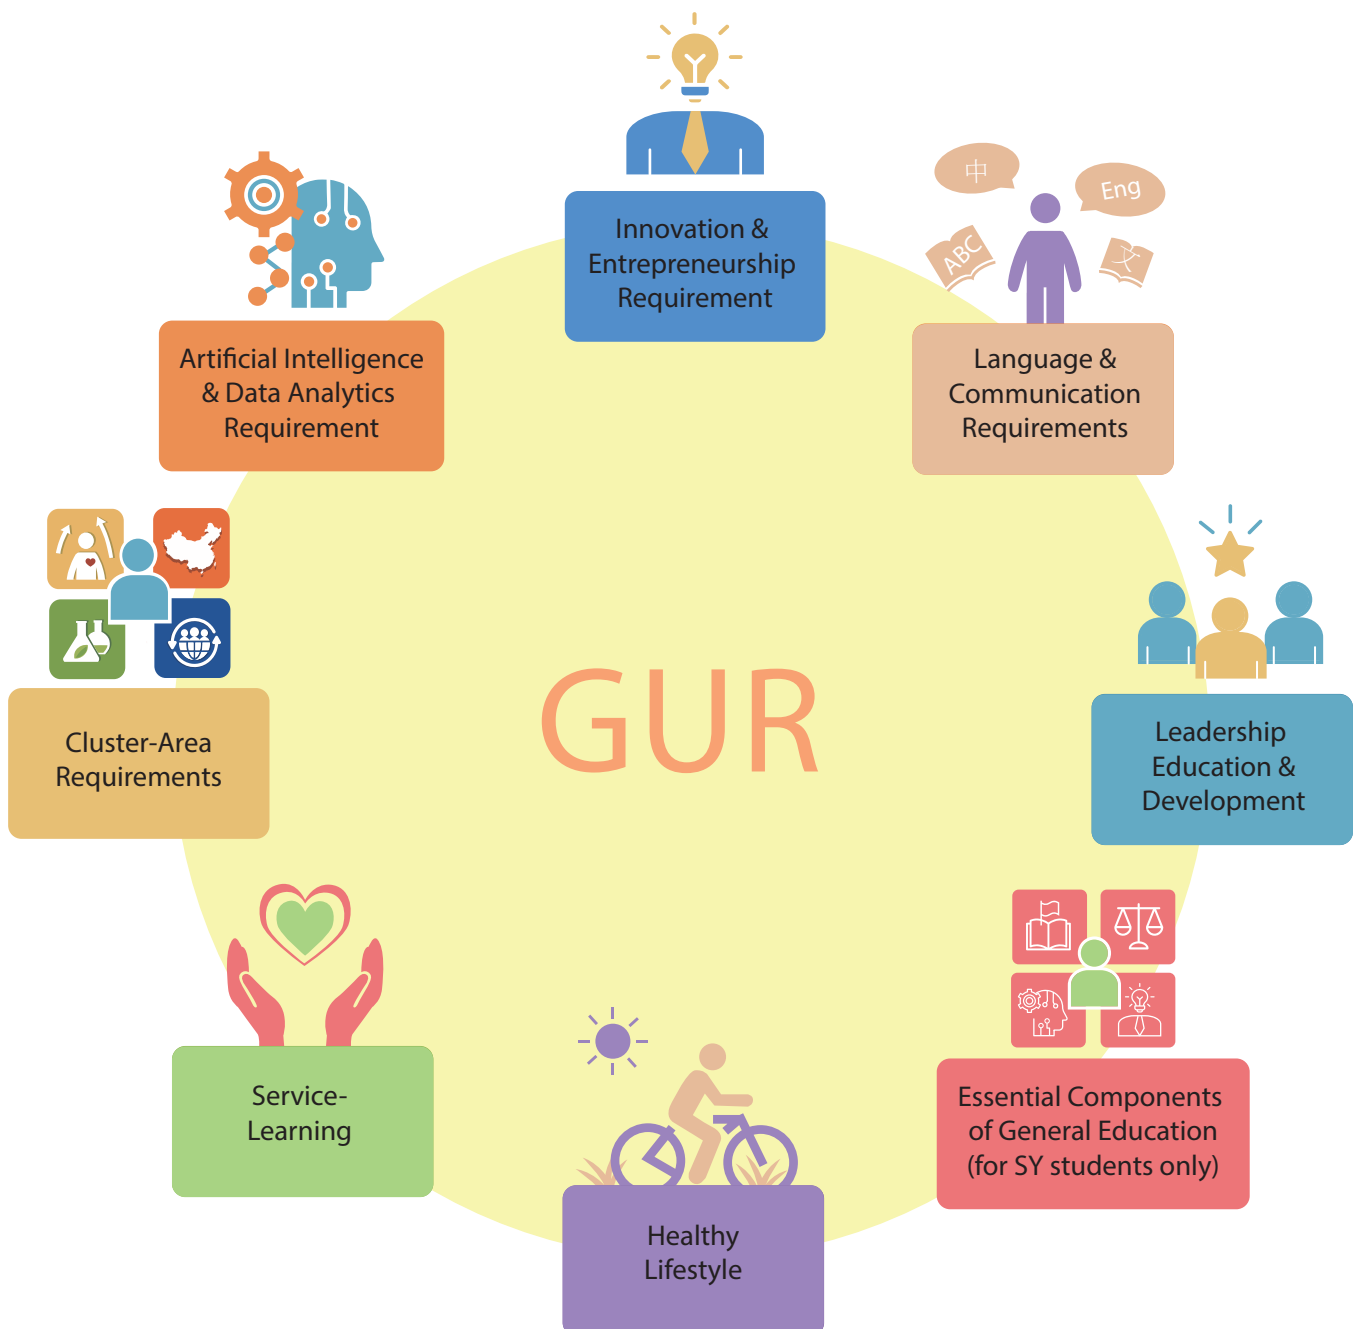 中
Eng
ABC
文
Innovation &
Entrepreneurship
Requirement
Artificial Intelligence
& Data Analytics
Requirement
Language &
Communication
Requirements
Cluster-Area
Requirements
GUR
Leadership
Education &
Development
Service-
Learning
Essential Components
of General Education
(for SY students only)
Healthy
Lifestyle